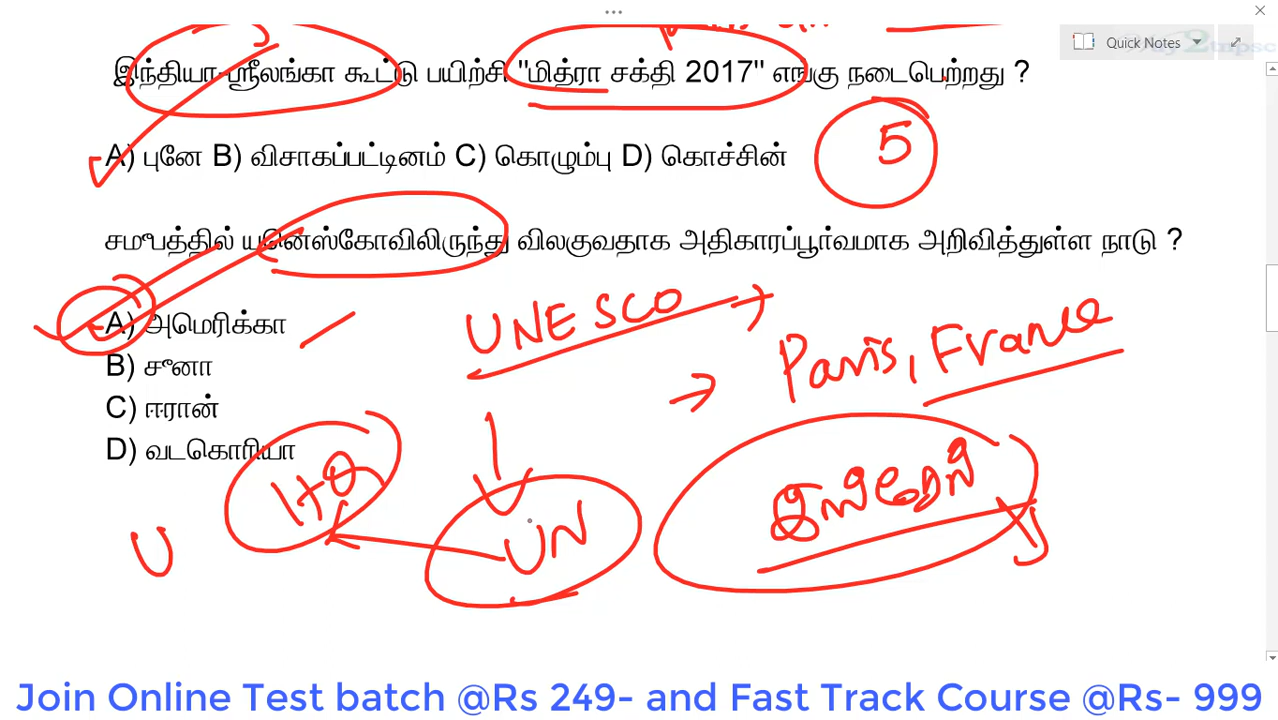 Quick Notes
இந்தியா-ஸ்ரீலங்கா கூட்டு பயிற்சி "மித்ரா சக்தி 2017" எங்கு நடைபெற்றது ?
5
A) புனே B) விசாகப்பட்டினம் C) கொழும்பு D) கொச்சின்
சமீபத்தில் யுனெஸ்கோவிலிருந்து விலகுவதாக அதிகாரப்பூர்வமாக அறிவித்துள்ள நாடு ?
A) அமெரிக்கா
UNESCO
Paris, France
B) சீனா
C) ஈரான்
D) வடகொரியா
HQ
இஸ்ரேல்
U
UN
Join Online Test batch @Rs 249- and Fast Track Course @Rs- 999